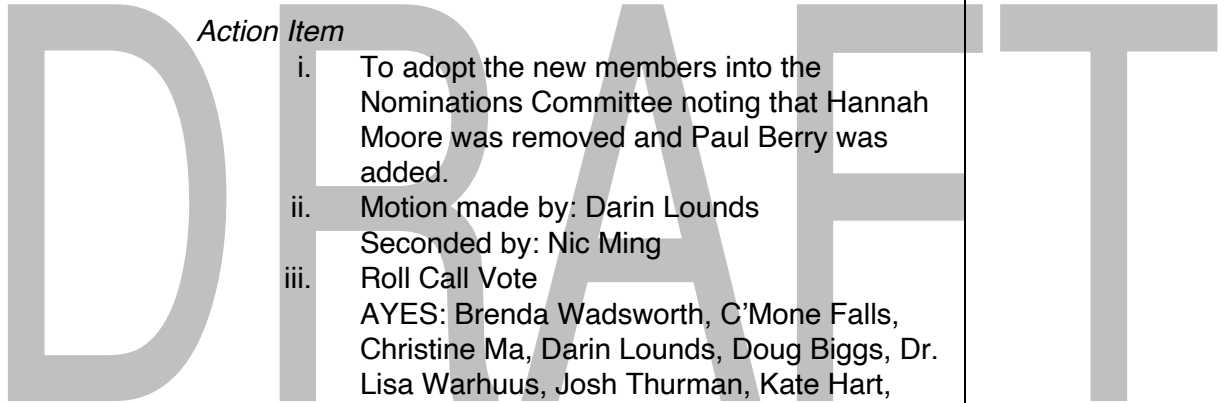 DRAFT
Action Item
i. To adopt the new members into the
Nominations Committee noting that Hannah
Moore was removed and Paul Berry was
added.
ii. Motion made by: Darin Lounds
Seconded by: Nic Ming
iii. Roll Call Vote
AYES: Brenda Wadsworth, C’Mone Falls,
Christine Ma, Darin Lounds, Doug Biggs, Dr.
Lisa Warhuus, Josh Thurman, Kate Hart,